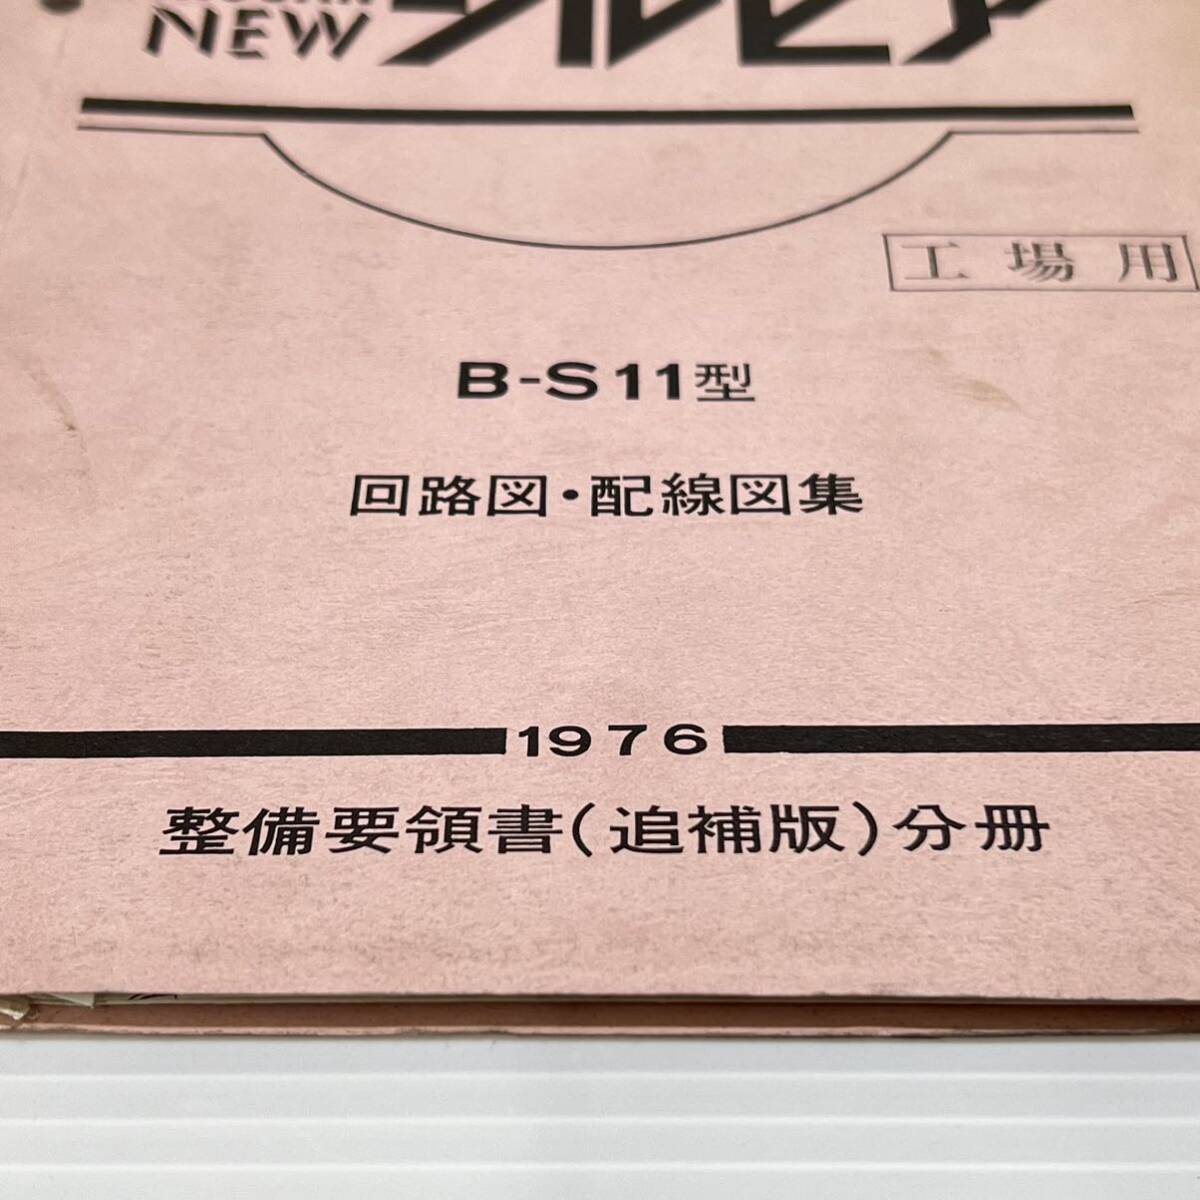 NEW シルビア
工場用
B-S11型
回路図・配線図集
1976
整備要領書(追補版)分冊